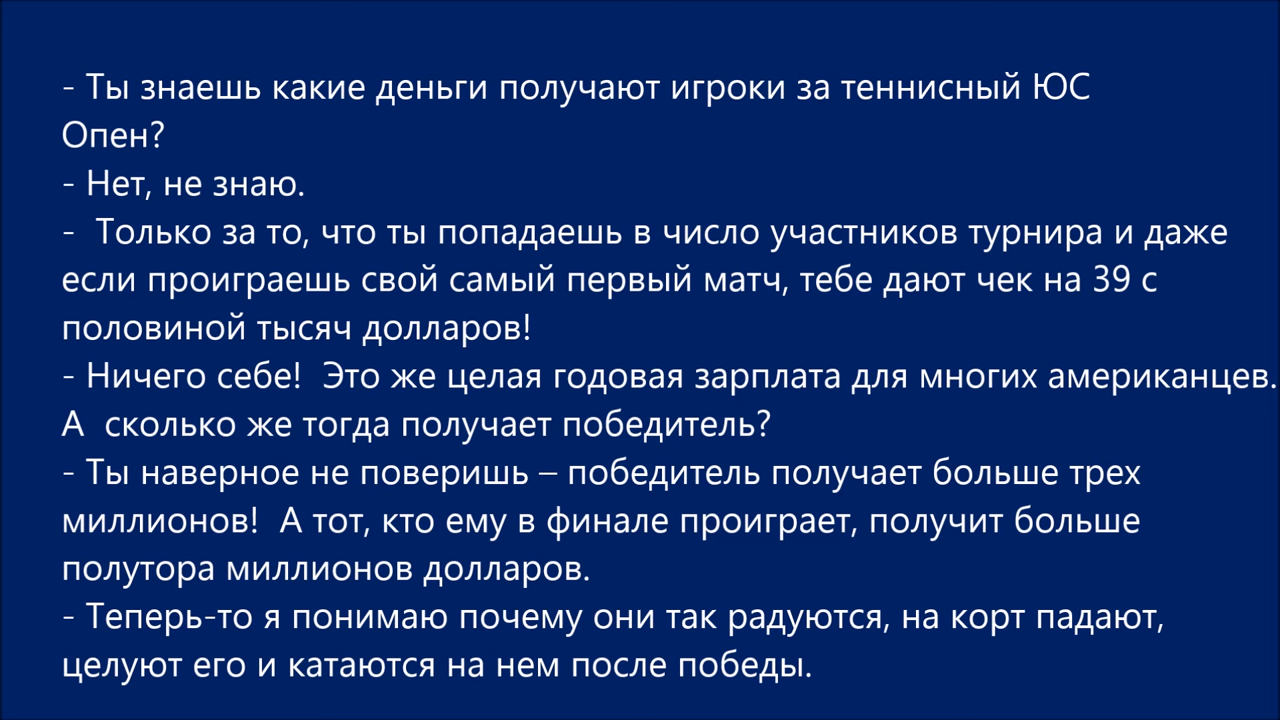 - Ты знаешь какие деньги получают игроки за теннисный ЮС
Опен?
- Нет, не знаю.
-  Только за то, что ты попадаешь в число участников турнира и даже
если проиграешь свой самый первый матч, тебе дают чек на 39 с
половиной тысяч долларов!
- Ничего себе!  Это же целая годовая зарплата для многих американцев.
А  сколько же тогда получает победитель?
- Ты наверное не поверишь – победитель получает больше трех
миллионов!  А тот, кто ему в финале проиграет, получит больше
полутора миллионов долларов.
- Теперь-то я понимаю почему они так радуются, на корт падают,
целуют его и катаются на нем после победы.